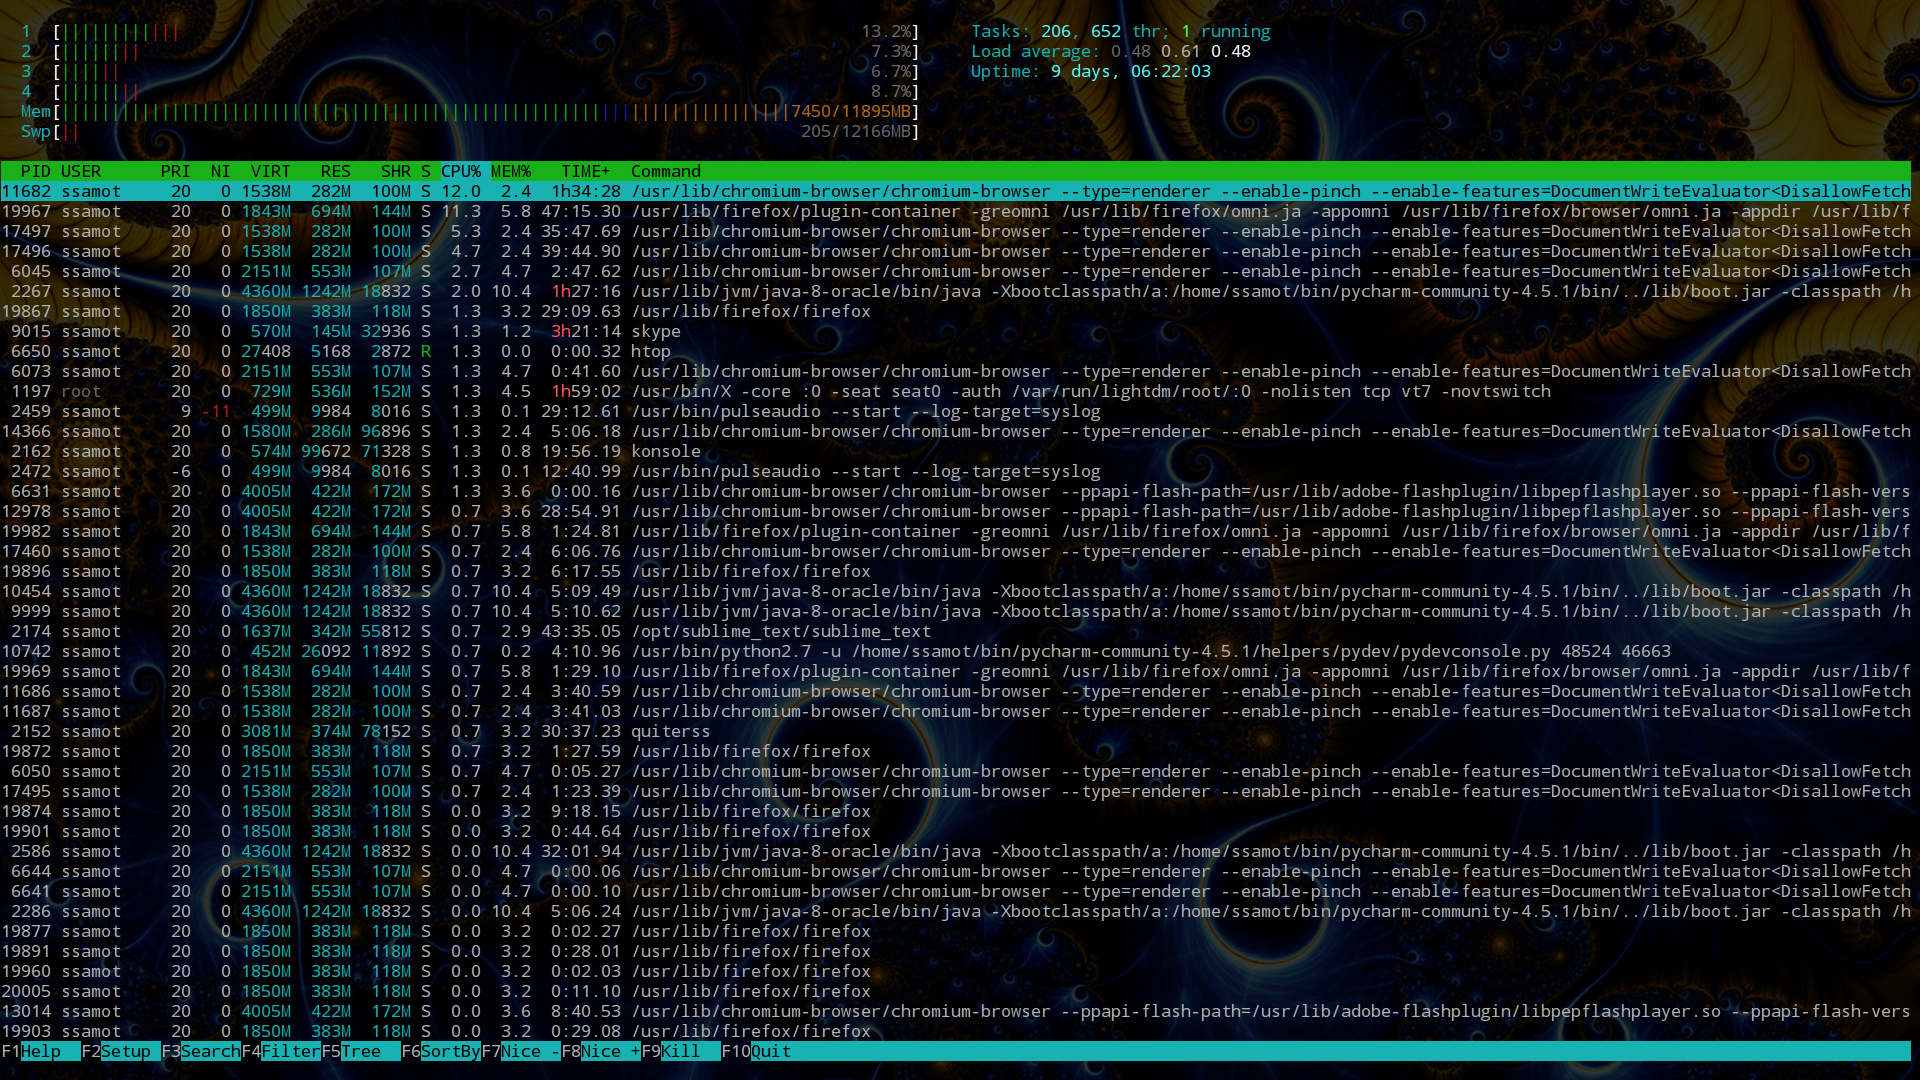 1 [||||||||||||          13.2%] Tasks: 206, 652 thr; 1 running
2 [||||||||          7.3%] Load average: 0.48 0.61 0.48
3 [||||||          6.7%] Uptime: 9 days, 06:22:03
4 [||||||||          8.7%]
Mem[|||||||||||||||||||||||||||||||||||||||||||||||||||||||||||||||||||||||||7450/11895MB]
Swp[||          205/12166MB]
PID USER PRI NI VIRT RES SHR S CPU% MEM% TIME+ Command
11682 ssamot 20 0 1538M 282M 100M S 12.0 2.4 1h34:28 /usr/lib/chromium-browser/chromium-browser --type=renderer --enable-pinch --enable-features=DocumentWriteEvaluator<DisallowFetch
19967 ssamot 20 0 1843M 694M 144M S 11.3 5.8 47:15.30 /usr/lib/firefox/plugin-container -greomni /usr/lib/firefox/omni.ja -appomni /usr/lib/firefox/browser/omni.ja -appdir /usr/lib/f
17497 ssamot 20 0 1538M 282M 100M S 5.3 2.4 35:47.69 /usr/lib/chromium-browser/chromium-browser --type=renderer --enable-pinch --enable-features=DocumentWriteEvaluator<DisallowFetch
17496 ssamot 20 0 1538M 282M 100M S 4.7 2.4 39:44.90 /usr/lib/chromium-browser/chromium-browser --type=renderer --enable-pinch --enable-features=DocumentWriteEvaluator<DisallowFetch
6045 ssamot 20 0 2151M 553M 107M S 2.7 4.7 2:47.62 /usr/lib/chromium-browser/chromium-browser --type=renderer --enable-pinch --enable-features=DocumentWriteEvaluator<DisallowFetch
2267 ssamot 20 0 4360M 1242M 18832 S 2.0 10.4 1h27:16 /usr/lib/jvm/java-8-oracle/bin/java -Xbootclasspath/a:/home/ssamot/bin/pycharm-community-4.5.1/bin/../lib/boot.jar -classpath /h
19867 ssamot 20 0 1850M 383M 118M S 1.3 3.2 29:09.63 /usr/lib/firefox/firefox
9015 ssamot 20 0 570M 145M 32936 S 1.3 1.2 3h21:14 skype
6650 ssamot 20 0 27408 5168 2872 R 1.3 0.0 0:00.32 htop
6073 ssamot 20 0 2151M 553M 107M S 1.3 4.7 0:41.60 /usr/lib/chromium-browser/chromium-browser --type=renderer --enable-pinch --enable-features=DocumentWriteEvaluator<DisallowFetch
1197 root 20 0 729M 536M 152M S 1.3 4.5 1h59:02 /usr/bin/X -core :0 -seat seat0 -auth /var/run/lightdm/root/:0 -nolisten tcp vt7 -novtswitch
2459 ssamot 9 -11 499M 9984 8016 S 1.3 0.1 29:12.61 /usr/bin/pulseaudio --start --log-target=syslog
14366 ssamot 20 0 1580M 286M 96896 S 1.3 2.4 5:06.18 /usr/lib/chromium-browser/chromium-browser --type=renderer --enable-pinch --enable-features=DocumentWriteEvaluator<DisallowFetch
2162 ssamot 20 0 574M 99672 71328 S 1.3 0.8 19:56.19 konsole
2472 ssamot -6 0 499M 9984 8016 S 1.3 0.1 12:40.99 /usr/bin/pulseaudio --start --log-target=syslog
6631 ssamot 20 0 4005M 422M 172M S 1.3 3.6 0:00.16 /usr/lib/chromium-browser/chromium-browser --ppapi-flash-path=/usr/lib/adobe-flashplugin/libpepflashplayer.so --ppapi-flash-vers
12978 ssamot 20 0 4005M 422M 172M S 0.7 3.6 28:54.91 /usr/lib/chromium-browser/chromium-browser --ppapi-flash-path=/usr/lib/adobe-flashplugin/libpepflashplayer.so --ppapi-flash-vers
19982 ssamot 20 0 1843M 694M 144M S 0.7 5.8 1:24.81 /usr/lib/firefox/plugin-container -greomni /usr/lib/firefox/omni.ja -appomni /usr/lib/firefox/browser/omni.ja -appdir /usr/lib/f
17460 ssamot 20 0 1538M 282M 100M S 0.7 2.4 6:06.76 /usr/lib/chromium-browser/chromium-browser --type=renderer --enable-pinch --enable-features=DocumentWriteEvaluator<DisallowFetch
19896 ssamot 20 0 1850M 383M 118M S 0.7 3.2 6:17.55 /usr/lib/firefox/firefox
10454 ssamot 20 0 4360M 1242M 18832 S 0.7 10.4 5:09.49 /usr/lib/jvm/java-8-oracle/bin/java -Xbootclasspath/a:/home/ssamot/bin/pycharm-community-4.5.1/bin/../lib/boot.jar -classpath /h
9999 ssamot 20 0 4360M 1242M 18832 S 0.7 10.4 5:10.62 /usr/lib/jvm/java-8-oracle/bin/java -Xbootclasspath/a:/home/ssamot/bin/pycharm-community-4.5.1/bin/../lib/boot.jar -classpath /h
2174 ssamot 20 0 1637M 342M 55812 S 0.7 2.9 43:35.05 /opt/sublime_text/sublime_text
10742 ssamot 20 0 452M 26092 11892 S 0.7 0.2 4:10.96 /usr/bin/python2.7 -u /home/ssamot/bin/pycharm-community-4.5.1/helpers/pydev/pydevconsole.py 48524 46663
19969 ssamot 20 0 1843M 694M 144M S 0.7 5.8 1:29.10 /usr/lib/firefox/plugin-container -greomni /usr/lib/firefox/omni.ja -appomni /usr/lib/firefox/browser/omni.ja -appdir /usr/lib/f
11686 ssamot 20 0 1538M 282M 100M S 0.7 2.4 3:40.59 /usr/lib/chromium-browser/chromium-browser --type=renderer --enable-pinch --enable-features=DocumentWriteEvaluator<DisallowFetch
11687 ssamot 20 0 1538M 282M 100M S 0.7 2.4 3:41.03 /usr/lib/chromium-browser/chromium-browser --type=renderer --enable-pinch --enable-features=DocumentWriteEvaluator<DisallowFetch
2152 ssamot 20 0 3081M 374M 78152 S 0.7 3.2 30:37.23 quiterss
19872 ssamot 20 0 1850M 383M 118M S 0.7 3.2 1:27.59 /usr/lib/firefox/firefox
6050 ssamot 20 0 2151M 553M 107M S 0.7 4.7 0:05.27 /usr/lib/chromium-browser/chromium-browser --type=renderer --enable-pinch --enable-features=DocumentWriteEvaluator<DisallowFetch
17495 ssamot 20 0 1538M 282M 100M S 0.7 2.4 1:23.39 /usr/lib/chromium-browser/chromium-browser --type=renderer --enable-pinch --enable-features=DocumentWriteEvaluator<DisallowFetch
19874 ssamot 20 0 1850M 383M 118M S 0.0 3.2 9:18.15 /usr/lib/firefox/firefox
19901 ssamot 20 0 1850M 383M 118M S 0.0 3.2 0:44.64 /usr/lib/firefox/firefox
2586 ssamot 20 0 4360M 1242M 18832 S 0.0 10.4 32:01.94 /usr/lib/jvm/java-8-oracle/bin/java -Xbootclasspath/a:/home/ssamot/bin/pycharm-community-4.5.1/bin/../lib/boot.jar -classpath /h
6644 ssamot 20 0 2151M 553M 107M S 0.0 4.7 0:00.06 /usr/lib/chromium-browser/chromium-browser --type=renderer --enable-pinch --enable-features=DocumentWriteEvaluator<DisallowFetch
6641 ssamot 20 0 2151M 553M 107M S 0.0 4.7 0:00.10 /usr/lib/chromium-browser/chromium-browser --type=renderer --enable-pinch --enable-features=DocumentWriteEvaluator<DisallowFetch
2286 ssamot 20 0 4360M 1242M 18832 S 0.0 10.4 5:06.24 /usr/lib/jvm/java-8-oracle/bin/java -Xbootclasspath/a:/home/ssamot/bin/pycharm-community-4.5.1/bin/../lib/boot.jar -classpath /h
19877 ssamot 20 0 1850M 383M 118M S 0.0 3.2 0:02.27 /usr/lib/firefox/firefox
19891 ssamot 20 0 1850M 383M 118M S 0.0 3.2 0:28.01 /usr/lib/firefox/firefox
19960 ssamot 20 0 1850M 383M 118M S 0.0 3.2 0:02.03 /usr/lib/firefox/firefox
20005 ssamot 20 0 1850M 383M 118M S 0.0 3.2 0:11.10 /usr/lib/firefox/firefox
13014 ssamot 20 0 4005M 422M 172M S 0.0 3.6 8:40.53 /usr/lib/chromium-browser/chromium-browser --ppapi-flash-path=/usr/lib/adobe-flashplugin/libpepflashplayer.so --ppapi-flash-vers
19903 ssamot 20 0 1850M 383M 118M S 0.0 3.2 0:29.08 /usr/lib/firefox/firefox
F1Help F2Setup F3SearchF4FilterF5Tree F6SortByF7Nice -F8Nice +F9Kill F10Quit